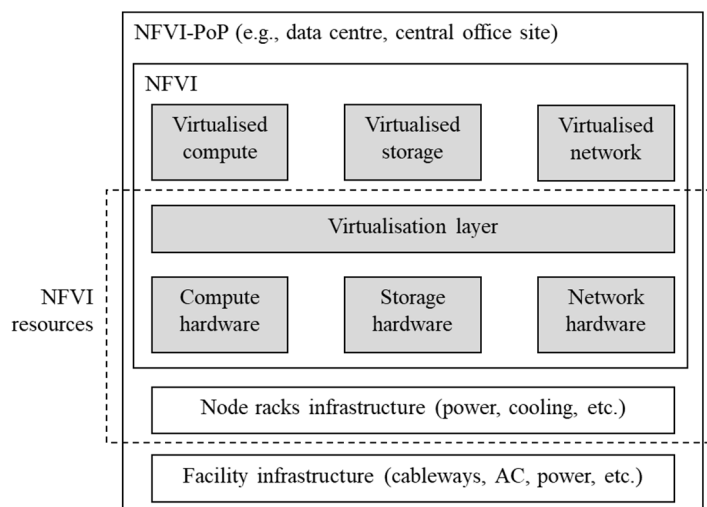 NFVI-PoP (e.g., data centre, central office site)
NFVI
Virtualised
compute
Virtualised
storage
Virtualised
network
Virtualisation layer
NFVI
resources
Compute
hardware
Storage
hardware
Network
hardware
Node racks infrastructure (power, cooling, etc.)
Facility infrastructure (cableways, AC, power, etc.)